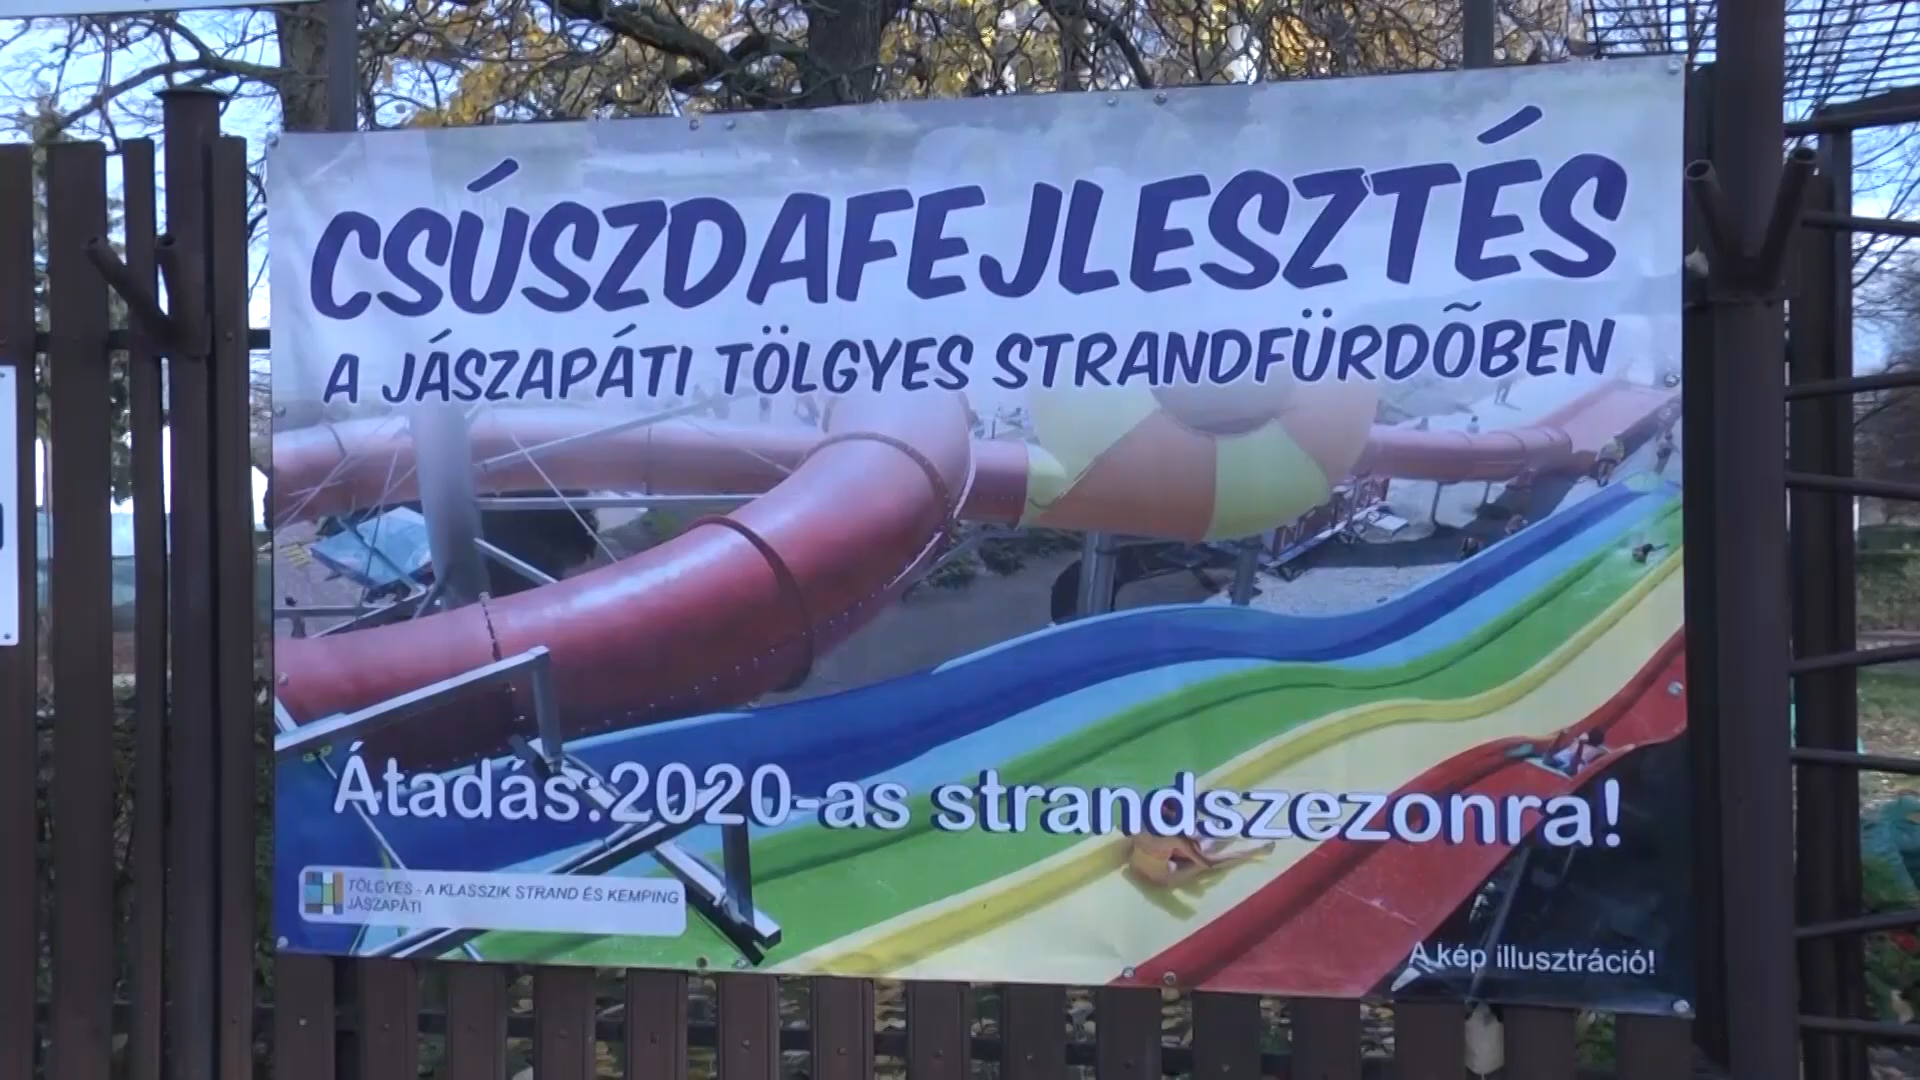 CSÚSZDAFEJLESZTÉS
A JÁSZAPÁTI TÖLGYES STRANDFÜRDÕBEN
Átadás:2020-as strandszezonra!
TÖLGYES - A KLASSZIK STRAND ÉS KEMPING
JÁSZAPÁTI
A kép illusztráció!